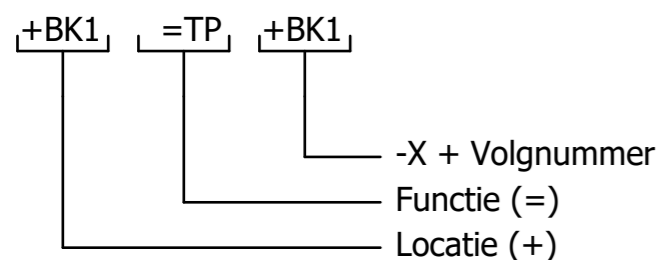 +BK1 =TP +BK1
-X + Volgnummer
Functie (=)
Locatie (+)